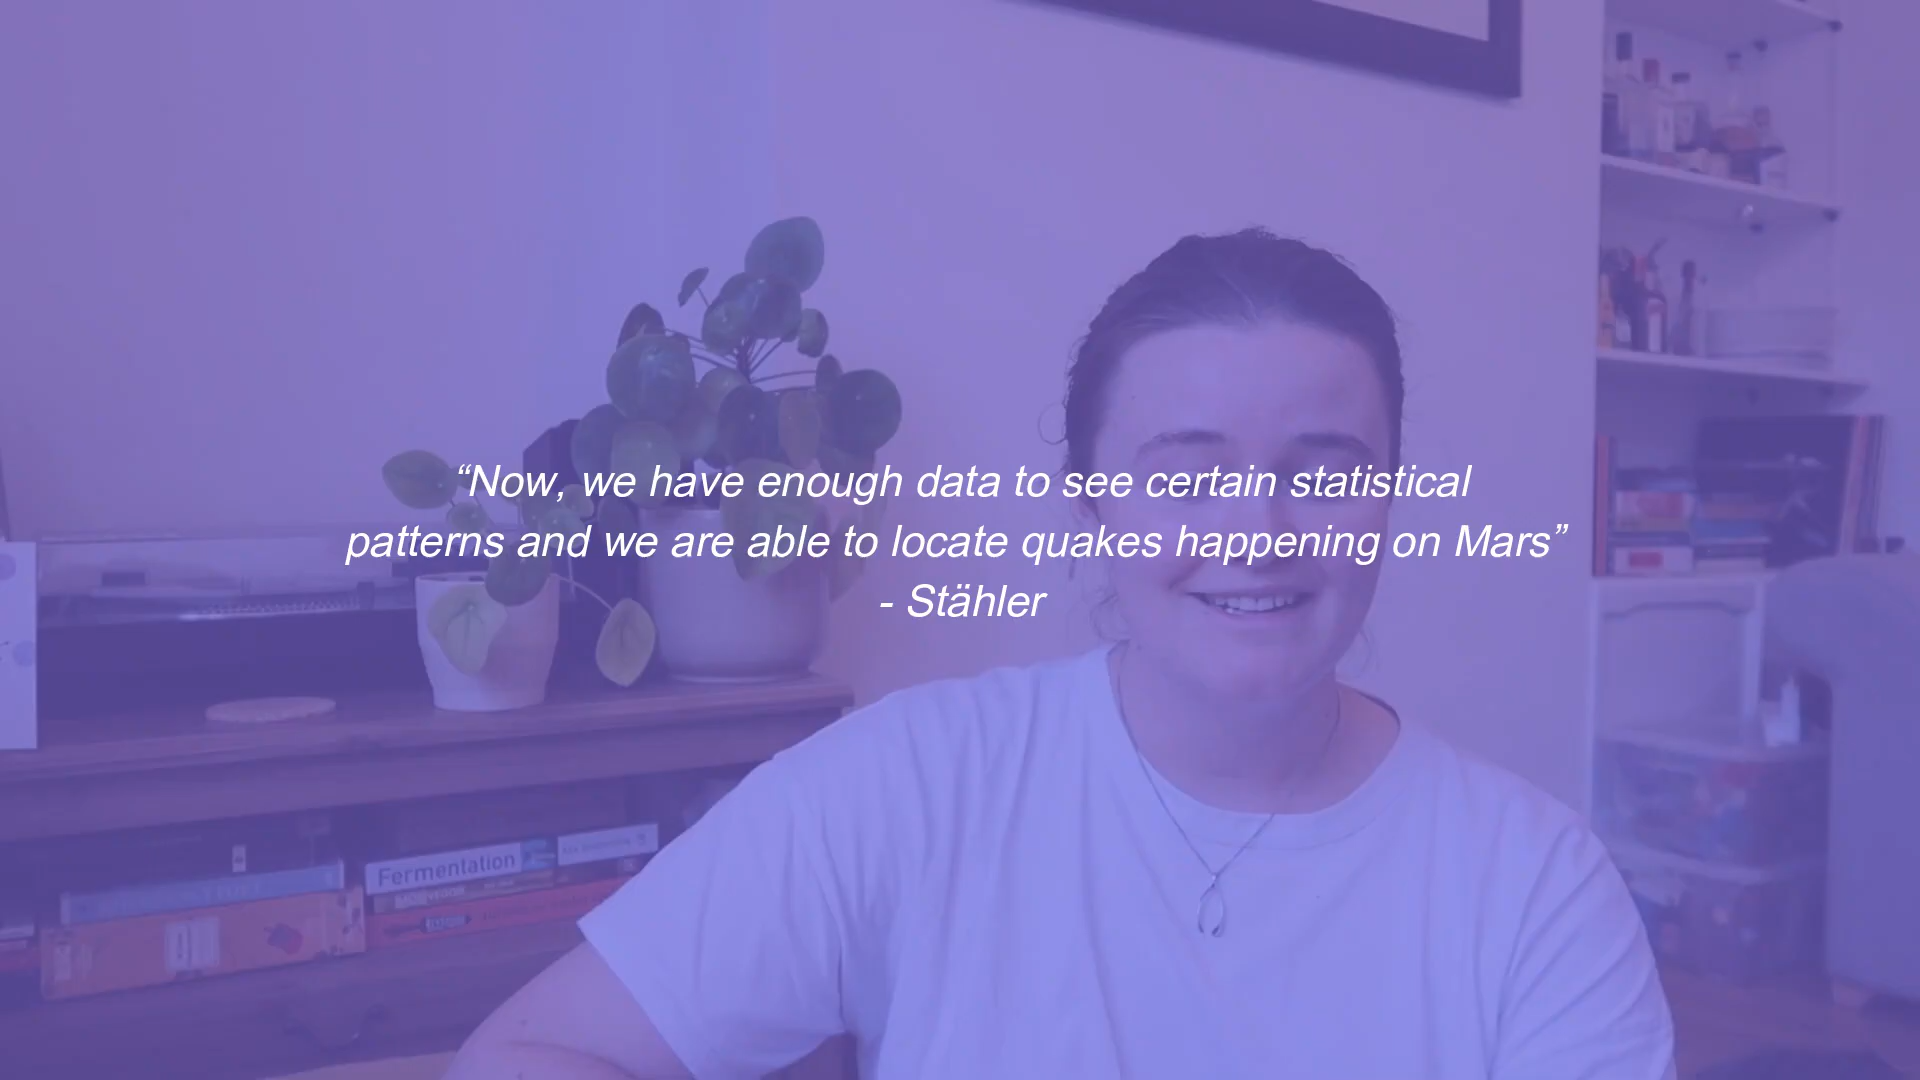 “Now, we have enough data to see certain statistical
patterns and we are able to locate quakes happening on Mars”
- Stähler
Fermentation